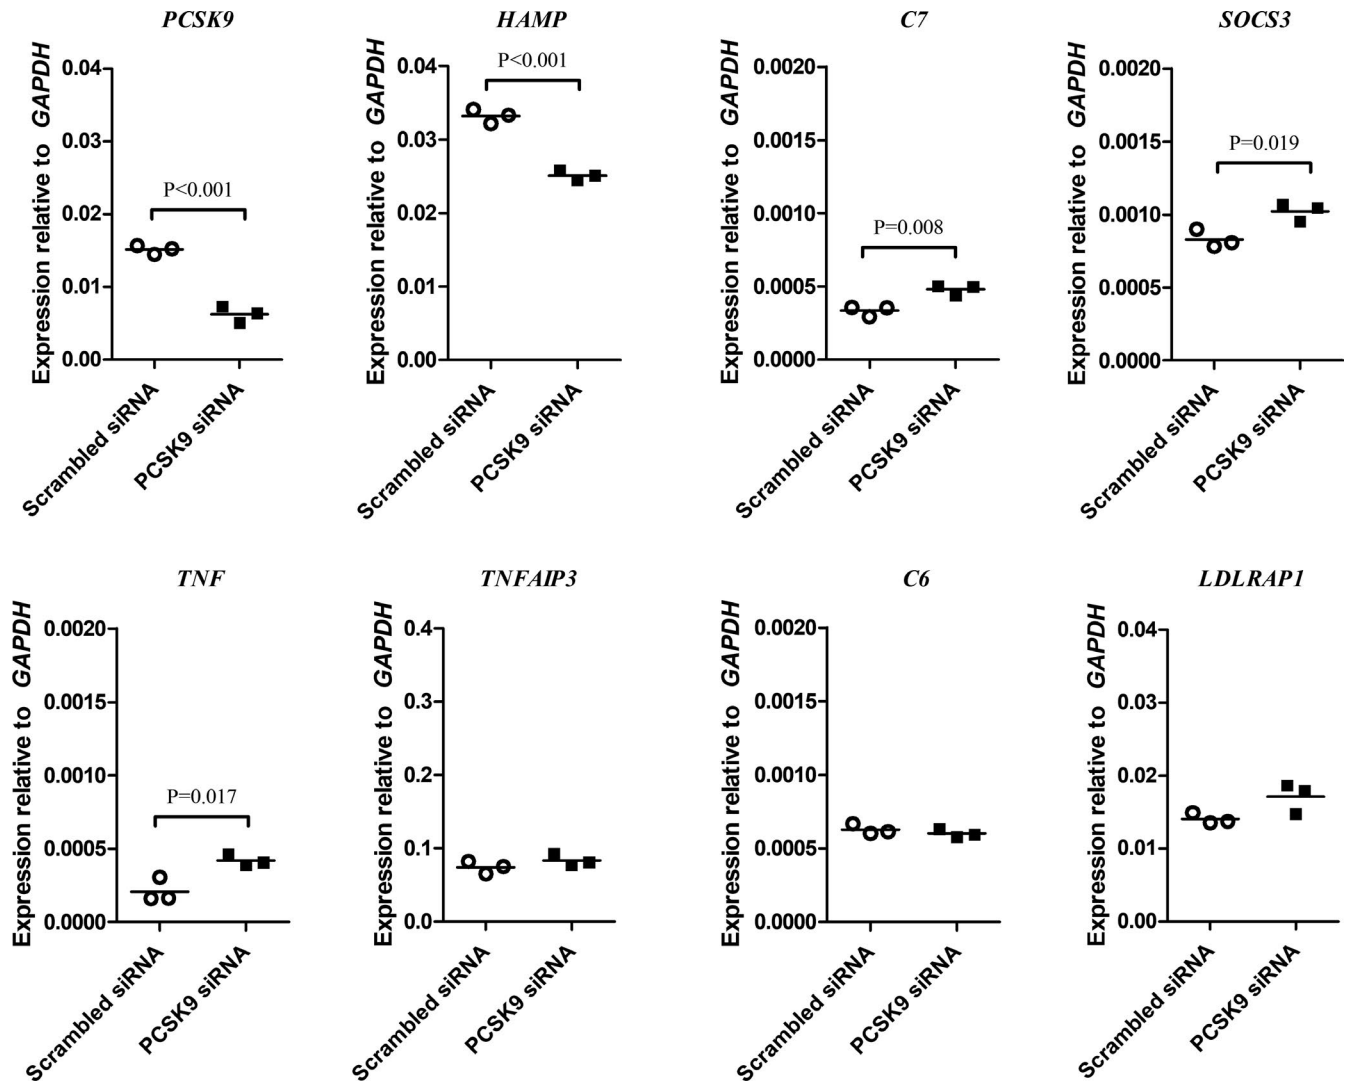 PCSK9
Expression relative to GAPDH
0.04
0.03
0.02
0.01
0.00
P<0.001
Scrambled siRNA
PCSK9 siRNA
HAMP
Expression relative to GAPDH
0.04
0.03
0.02
0.01
0.00
P<0.001
Scrambled siRNA
PCSK9 siRNA
C7
Expression relative to GAPDH
0.0020
0.0015
0.0010
0.0005
0.0000
P=0.008
Scrambled siRNA
PCSK9 siRNA
SOCS3
Expression relative to GAPDH
0.0020
0.0015
0.0010
0.0005
0.0000
P=0.019
Scrambled siRNA
PCSK9 siRNA
TNF
Expression relative to GAPDH
0.0020
0.0015
0.0010
0.0005
0.0000
P=0.017
Scrambled siRNA
PCSK9 siRNA
TNFAIP3
Expression relative to GAPDH
0.4
0.3
0.2
0.1
0.0
Scrambled siRNA
PCSK9 siRNA
C6
Expression relative to GAPDH
0.0020
0.0015
0.0010
0.0005
0.0000
Scrambled siRNA
PCSK9 siRNA
LDLRAP1
Expression relative to GAPDH
0.04
0.03
0.02
0.01
0.00
Scrambled siRNA
PCSK9 siRNA